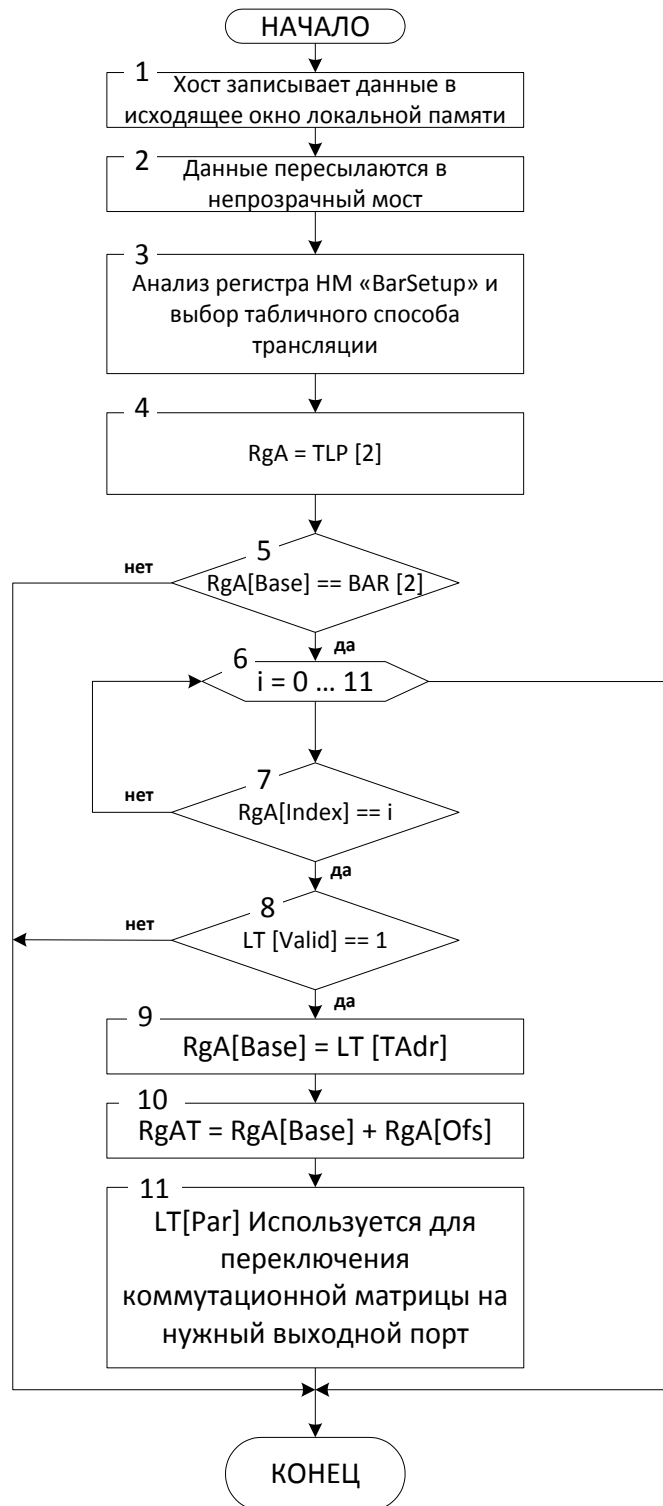 НАЧАЛО
1
Хост записывает данные в
исходящее окно локальной памяти
2
Данные пересылаются в
непрозрачный мост
3
Анализ регистра НМ «BarSetup» и
выбор табличного способа
трансляции
4
RgA = TLP [2]
5
нет
RgA[Base] == BAR [2]
да
6
i = 0 ... 11
7
нет
RgA[Index] == i
да
8
нет
LT [Valid] == 1
да
9
RgA[Base] = LT [TAdr]
10
RgAT = RgA[Base] + RgA[Ofs]
11
LT[Par] Используется для
переключения
коммутационной матрицы на
нужный выходной порт
КОНЕЦ